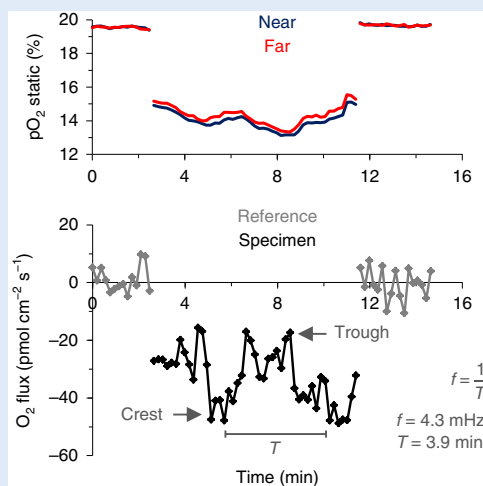 Near
Far
pO₂ static (%)
20
18
16
14
12
0 4 8 12 16
Reference
Specimen
O₂ flux (pmol cm⁻² s⁻¹)
20
0
−20
−40
−60
Trough
Crest
T
f = 1/T
f = 4.3 mHz
T = 3.9 min
0 4 8 12 16
Time (min)